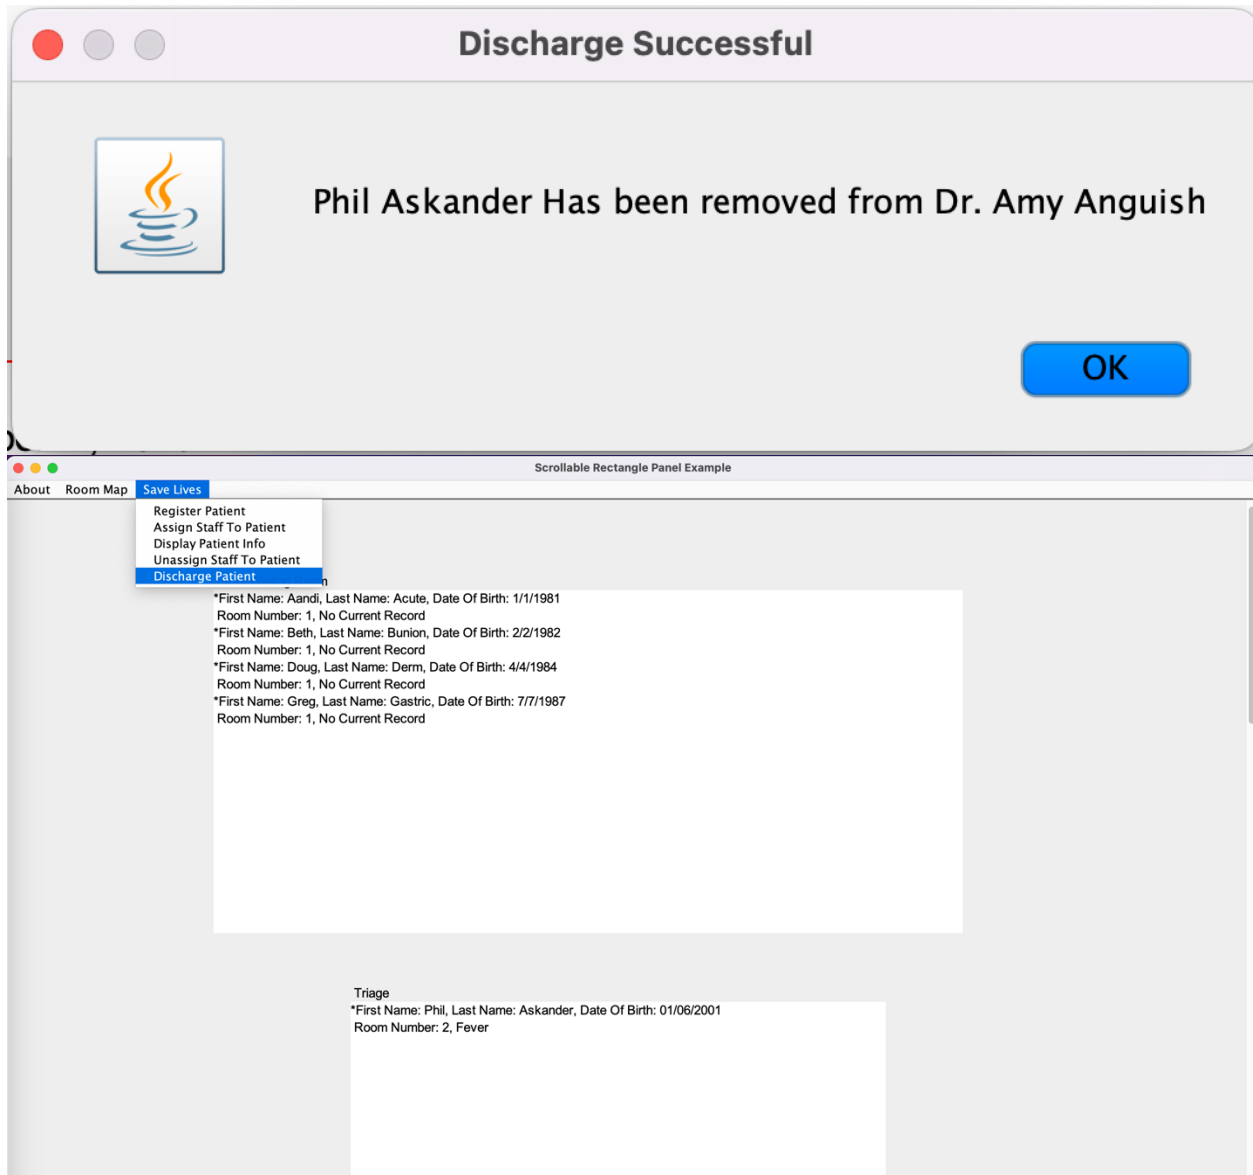 Discharge Successful
Phil Askander Has been removed from Dr. Amy Anguish
OK
Scrollable Rectangle Panel Example
About Room Map Save Lives
Register Patient
Assign Staff To Patient
Display Patient Info
Unassign Staff To Patient
Discharge Patient
*First Name: Aandi, Last Name: Acute, Date Of Birth: 1/1/1981
Room Number: 1, No Current Record
*First Name: Beth, Last Name: Bunion, Date Of Birth: 2/2/1982
Room Number: 1, No Current Record
*First Name: Doug, Last Name: Derm, Date Of Birth: 4/4/1984
Room Number: 1, No Current Record
*First Name: Greg, Last Name: Gastric, Date Of Birth: 7/7/1987
Room Number: 1, No Current Record
Triage
*First Name: Phil, Last Name: Askander, Date Of Birth: 01/06/2001
Room Number: 2, Fever